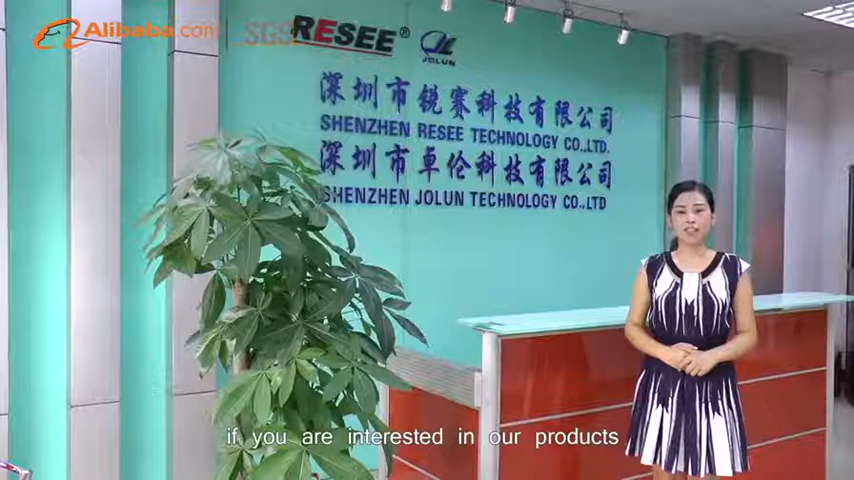 Alibaba.com
SGS RESEE®
JOLUN
深圳市锐赛科技有限公司
SHENZHEN RESEE TECHNOLOGY CO.,LTD.
深圳市卓伦科技有限公司
SHENZHEN JOLUN TECHNOLOGY CO.,LTD
if you are interested in our products